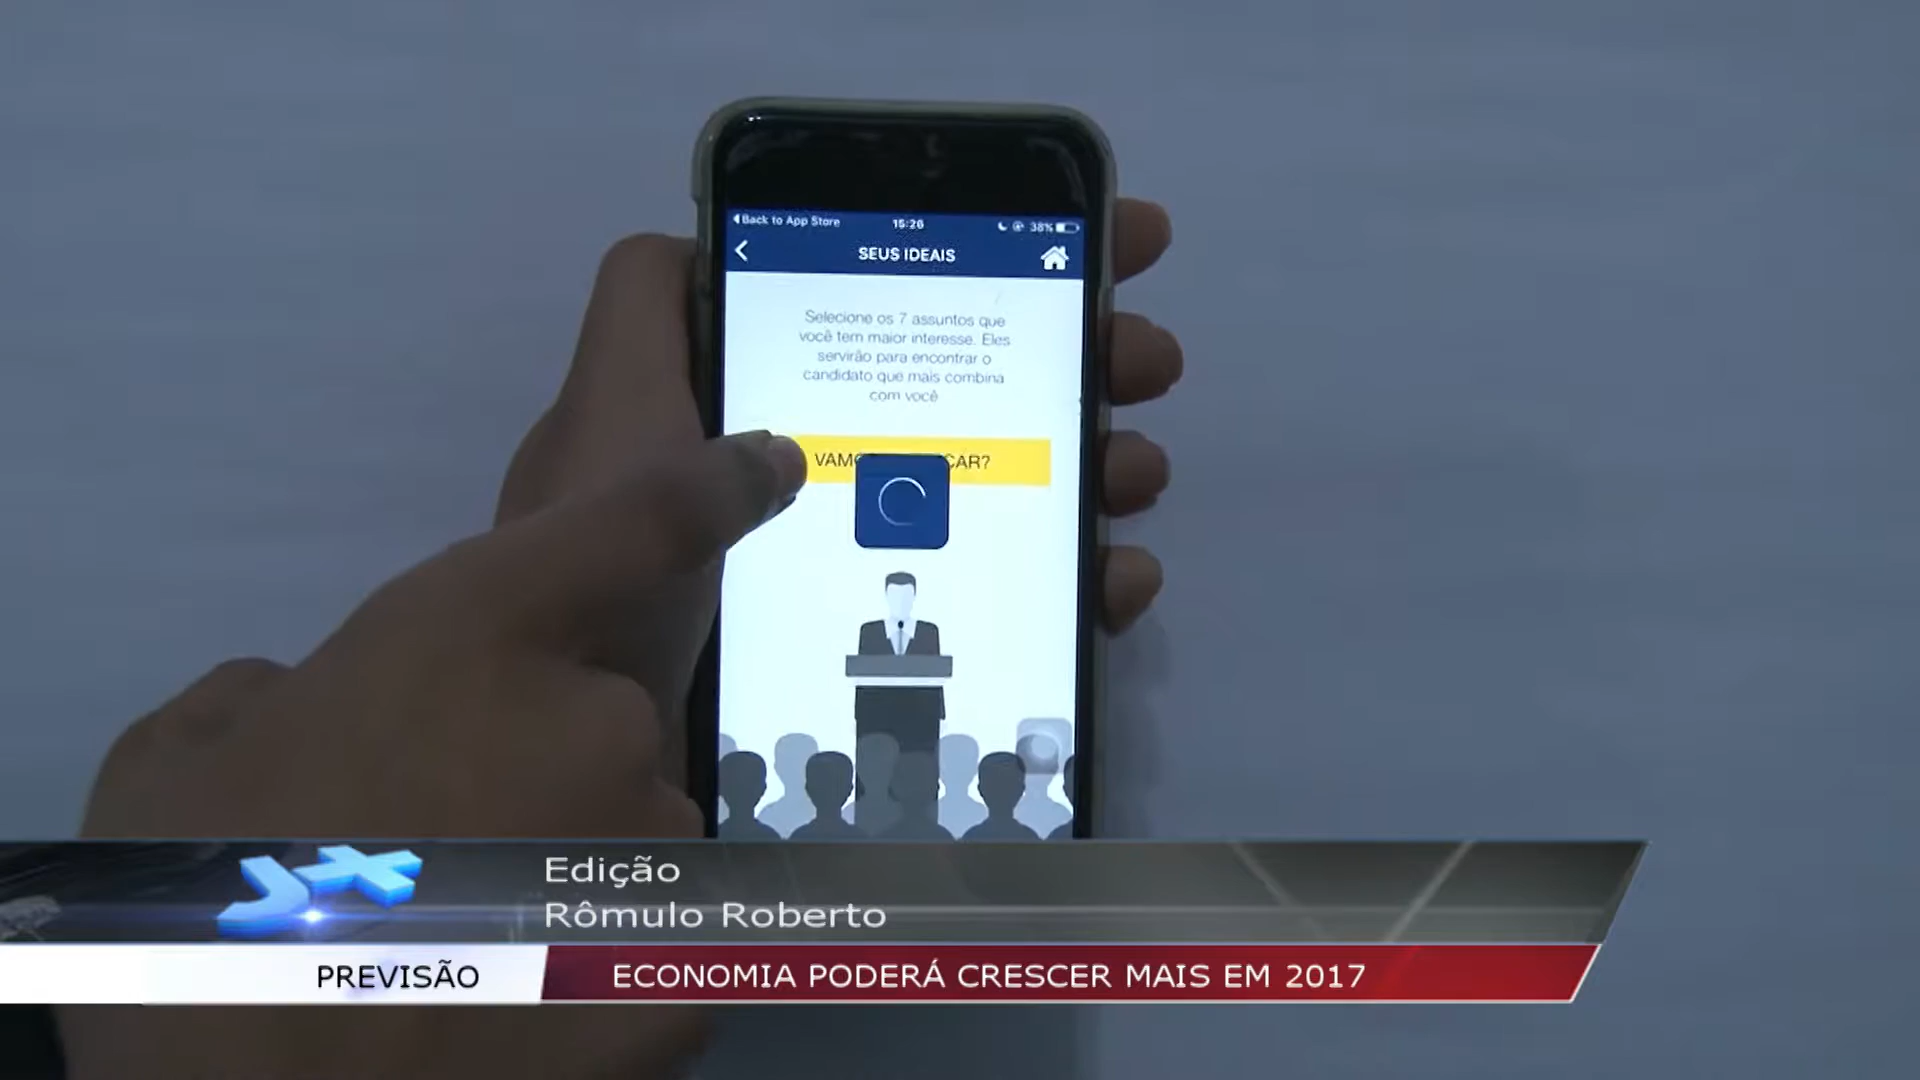 Back to App Store
15:26
38%
SEUS IDEAIS
Selecione os 7 assuntos que
você tem maior interesse. Eles
servirão para encontrar o
candidato que mais combina
com você
Edição
Rômulo Roberto
PREVISÃO
ECONOMIA PODERÁ CRESCER MAIS EM 2017